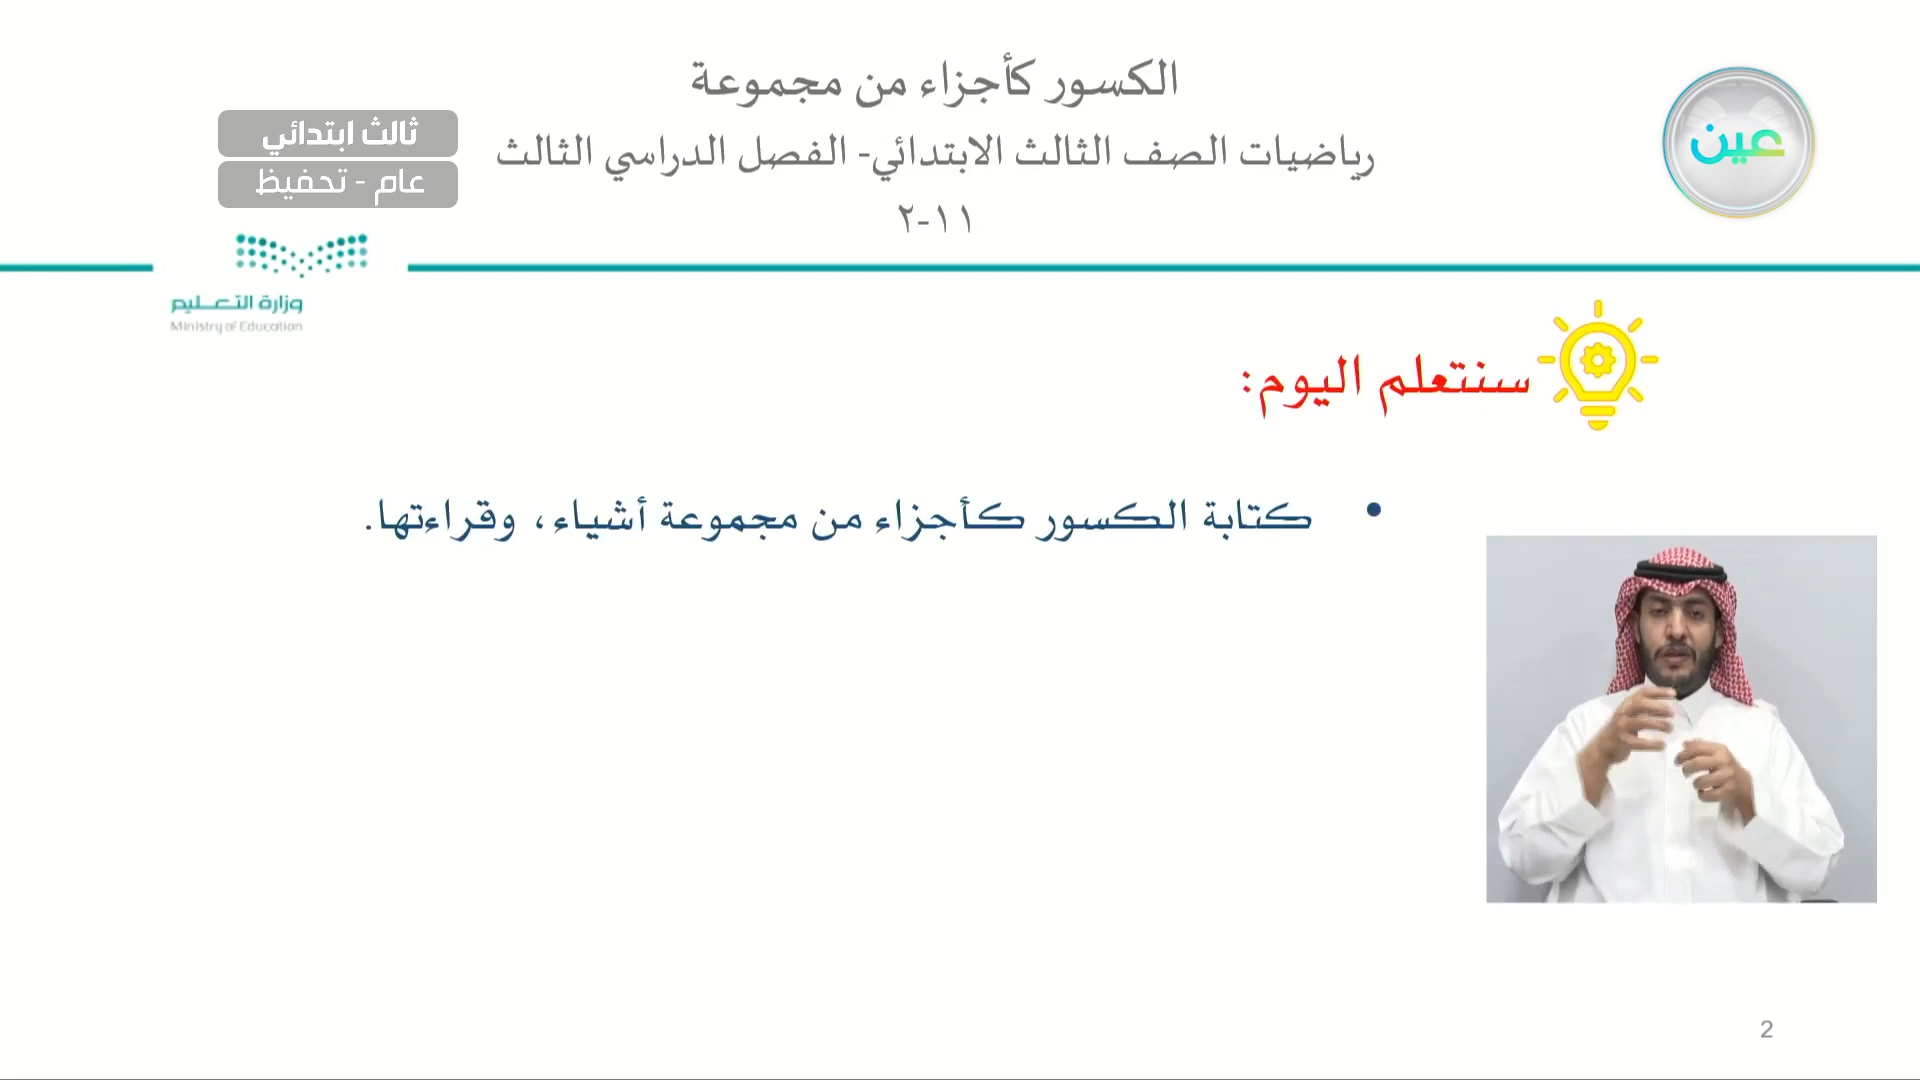 الكسور كأجزاء من مجموعة
رياضيات الصف الثالث الابتدائي- الفصل الدراسي الثالث
١١-٢
عين
ثالث ابتدائي
عام - تحفيظ
وزارة التعليم
Ministry of Education
سنتعلم اليوم:
• كتابة الكسور كأجزاء من مجموعة أشياء، وقراءتها.
2